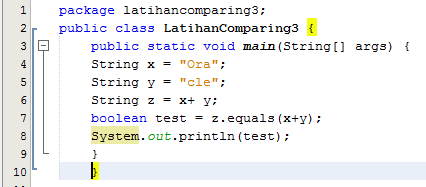 1 package latihancomparing3;
2 public class LatihanComparing3 {
3 public static void main(String[] args) {
4 String x = "Ora";
5 String y = "cle";
6 String z = x+ y;
7 boolean test = z.equals(x+y);
8 System.out.println(test);
9 }
10 }